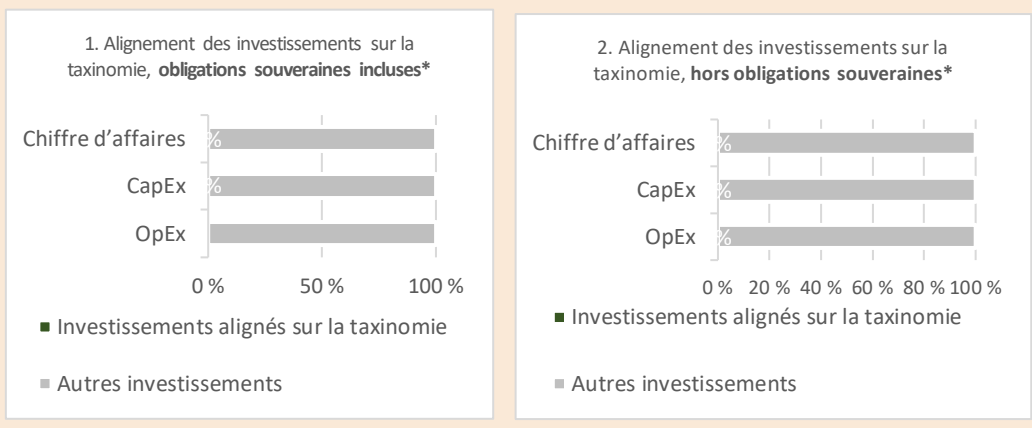 1. Alignement des investissements sur la
taxinomie, obligations souveraines incluses*
Chiffre d'affaires
%
CapEx
%
OpEx
0 % 50 % 100 %
Investissements alignés sur la taxinomie
Autres investissements
2. Alignement des investissements sur la
taxinomie, hors obligations souveraines*
Chiffre d'affaires
%
CapEx
%
OpEx
%
0 % 20 % 40 % 60 % 80 % 100 %
Investissements alignés sur la taxinomie
Autres investissements